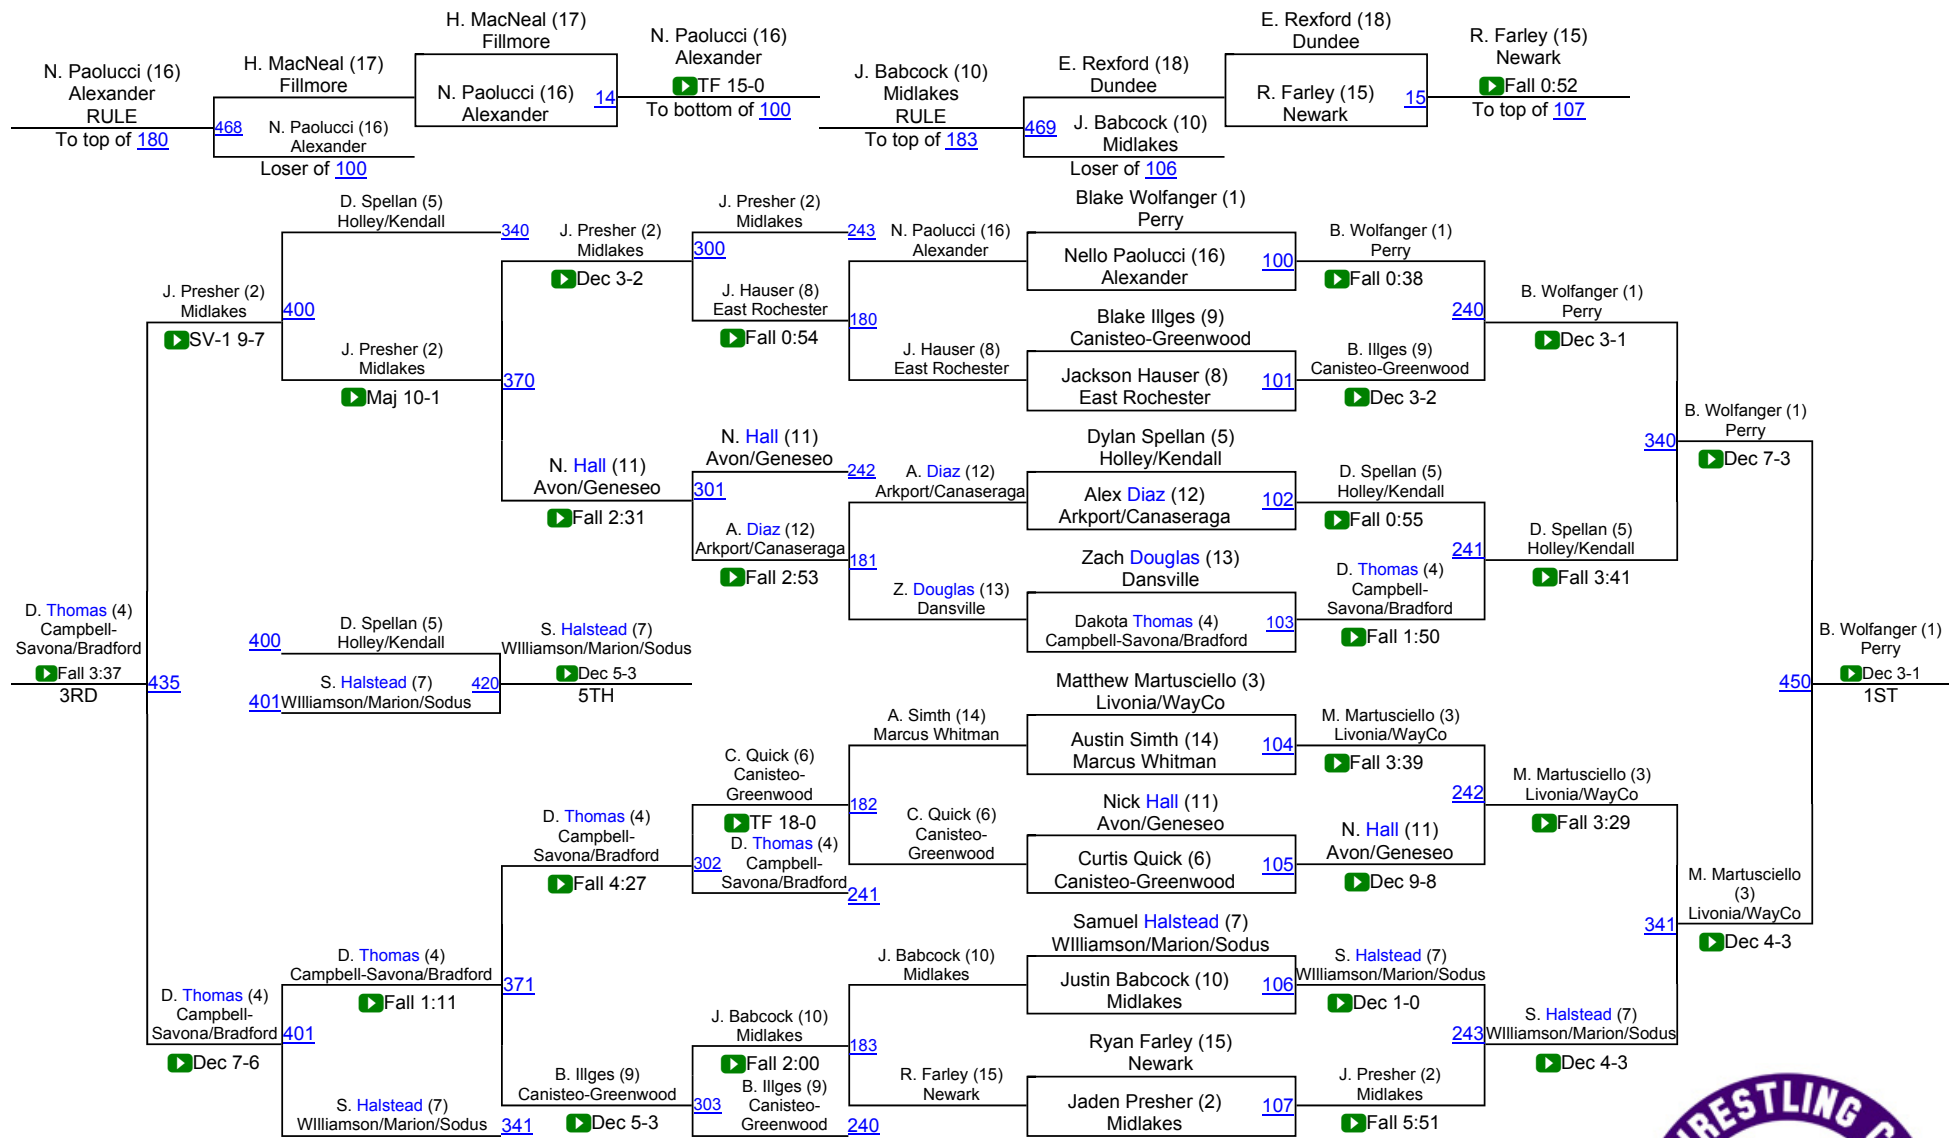 H. MacNeal (17)
Fillmore
N. Paolucci (16)
Alexander
TF 15-0
To bottom of 100
H. MacNeal (17)
Fillmore
N. Paolucci (16)
Alexander
14
N. Paolucci (16)
Alexander
RULE
To top of 180
468
N. Paolucci (16)
Alexander
Loser of 100
E. Rexford (18)
Dundee
R. Farley (15)
Newark
Fall 0:52
To top of 107
E. Rexford (18)
Dundee
R. Farley (15)
Newark
15
J. Babcock (10)
Midlakes
RULE
To top of 183
469
J. Babcock (10)
Midlakes
Loser of 106
Blake Wolfanger (1)
Perry
Nello Paolucci (16)
Alexander
100
Blake Illges (9)
Canisteo-Greenwood
Jackson Hauser (8)
East Rochester
101
Dylan Spellan (5)
Holley/Kendall
Alex Diaz (12)
Arkport/Canaseraga
102
Zach Douglas (13)
Dansville
Dakota Thomas (4)
Campbell-Savona/Bradford
103
Matthew Martusciello (3)
Livonia/WayCo
Austin Simth (14)
Marcus Whitman
104
Nick Hall (11)
Avon/Geneseo
Curtis Quick (6)
Canisteo-Greenwood
105
Samuel Halstead (7)
WIlliamson/Marion/Sodus
Justin Babcock (10)
Midlakes
106
Ryan Farley (15)
Newark
Jaden Presher (2)
Midlakes
107
B. Wolfanger (1)
Perry
Fall 0:38
240
B. Illges (9)
Canisteo-Greenwood
Dec 3-2
D. Spellan (5)
Holley/Kendall
Fall 0:55
241
D. Thomas (4)
Campbell-
Savona/Bradford
Fall 1:50
M. Martusciello (3)
Livonia/WayCo
Fall 3:39
242
N. Hall (11)
Avon/Geneseo
Dec 9-8
S. Halstead (7)
WIlliamson/Marion/Sodus
Dec 1-0
243
J. Presher (2)
Midlakes
Fall 5:51
B. Wolfanger (1)
Perry
Dec 3-1
340
D. Spellan (5)
Holley/Kendall
Fall 3:41
M. Martusciello (3)
Livonia/WayCo
Fall 3:29
341
S. Halstead (7)
WIlliamson/Marion/Sodus
Dec 4-3
B. Wolfanger (1)
Perry
Dec 7-3
450
M. Martusciello
(3)
Livonia/WayCo
Dec 4-3
B. Wolfanger (1)
Perry
Dec 3-1
1ST
N. Paolucci (16)
Alexander
180
J. Hauser (8)
East Rochester
A. Diaz (12)
Arkport/Canaseraga
181
Z. Douglas (13)
Dansville
A. Simth (14)
Marcus Whitman
182
C. Quick (6)
Canisteo-
Greenwood
J. Babcock (10)
Midlakes
183
R. Farley (15)
Newark
J. Presher (2)
Midlakes
243
300
J. Hauser (8)
East Rochester
Fall 0:54
N. Hall (11)
Avon/Geneseo
242
301
A. Diaz (12)
Arkport/Canaseraga
Fall 2:53
C. Quick (6)
Canisteo-
Greenwood
TF 18-0
302
D. Thomas (4)
Campbell-
Savona/Bradford
241
J. Babcock (10)
Midlakes
Fall 2:00
303
B. Illges (9)
Canisteo-
Greenwood
240
J. Presher (2)
Midlakes
Dec 3-2
370
N. Hall (11)
Avon/Geneseo
Fall 2:31
D. Thomas (4)
Campbell-
Savona/Bradford
Fall 4:27
371
B. Illges (9)
Canisteo-Greenwood
Dec 5-3
D. Spellan (5)
Holley/Kendall
340
400
J. Presher (2)
Midlakes
Maj 10-1
400
D. Spellan (5)
Holley/Kendall
420
401
S. Halstead (7)
WIlliamson/Marion/Sodus
S. Halstead (7)
WIlliamson/Marion/Sodus
Dec 5-3
5TH
D. Thomas (4)
Campbell-Savona/Bradford
Fall 1:11
401
S. Halstead (7)
WIlliamson/Marion/Sodus
341
J. Presher (2)
Midlakes
SV-1 9-7
435
D. Thomas (4)
Campbell-
Savona/Bradford
Dec 7-6
D. Thomas (4)
Campbell-
Savona/Bradford
Fall 3:37
3RD